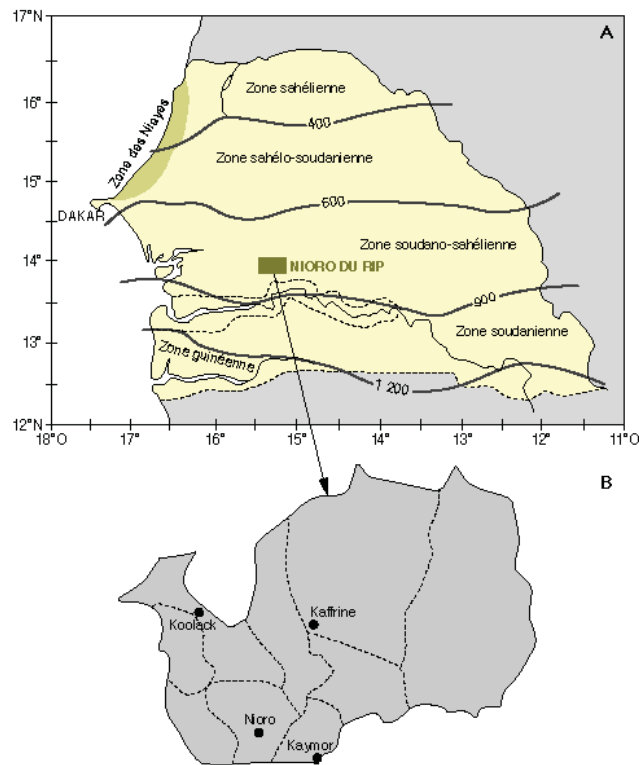 17°N
A
16°
15°
14°
13°
12°N
18°O
17°
16°
15°
14°
13°
12°
11°O
Zone sahélienne
400
Zone des Niayes
Zone sahélo-soudanienne
600
DAKAR
Zone soudano-sahélienne
NIORO DU RIP
900
Zone soudanienne
Zone guinéenne
1 200
B
Koolack
Kaffrine
Nioro
Kaymor